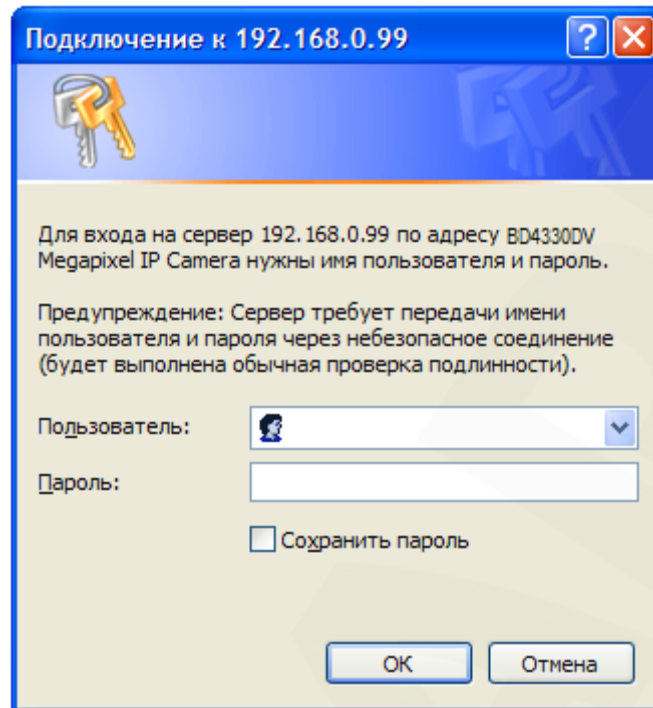 Подключение к 192.168.0.99
Для входа на сервер 192.168.0.99 по адресу BD4330DV
Megapixel IP Camera нужны имя пользователя и пароль.
Предупреждение: Сервер требует передачи имени
пользователя и пароля через небезопасное соединение
(будет выполнена обычная проверка подлинности).
Пользователь:
Пароль:
Сохранить пароль
ОК
Отмена